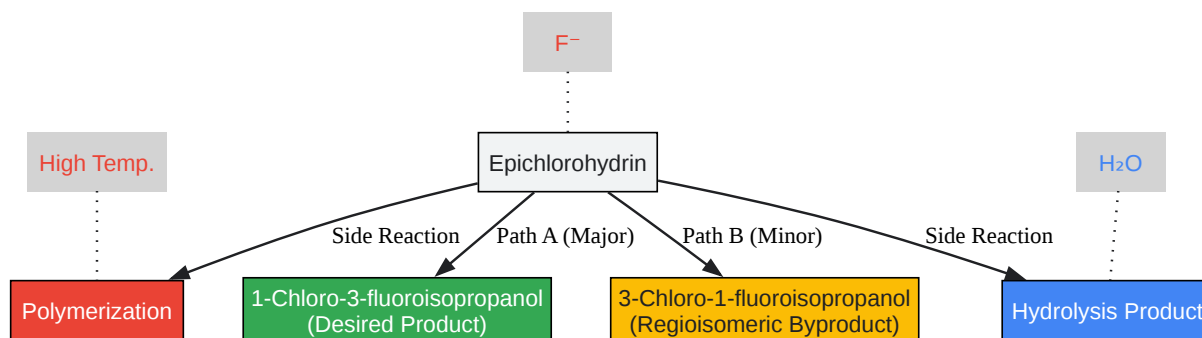 F⁻
High Temp.
Epichlorohydrin
H₂O
Side Reaction
Path A (Major)
Path B (Minor)
Side Reaction
Polymerization
1-Chloro-3-fluoroisopropanol
(Desired Product)
3-Chloro-1-fluoroisopropanol
(Regioisomeric Byproduct)
Hydrolysis Product